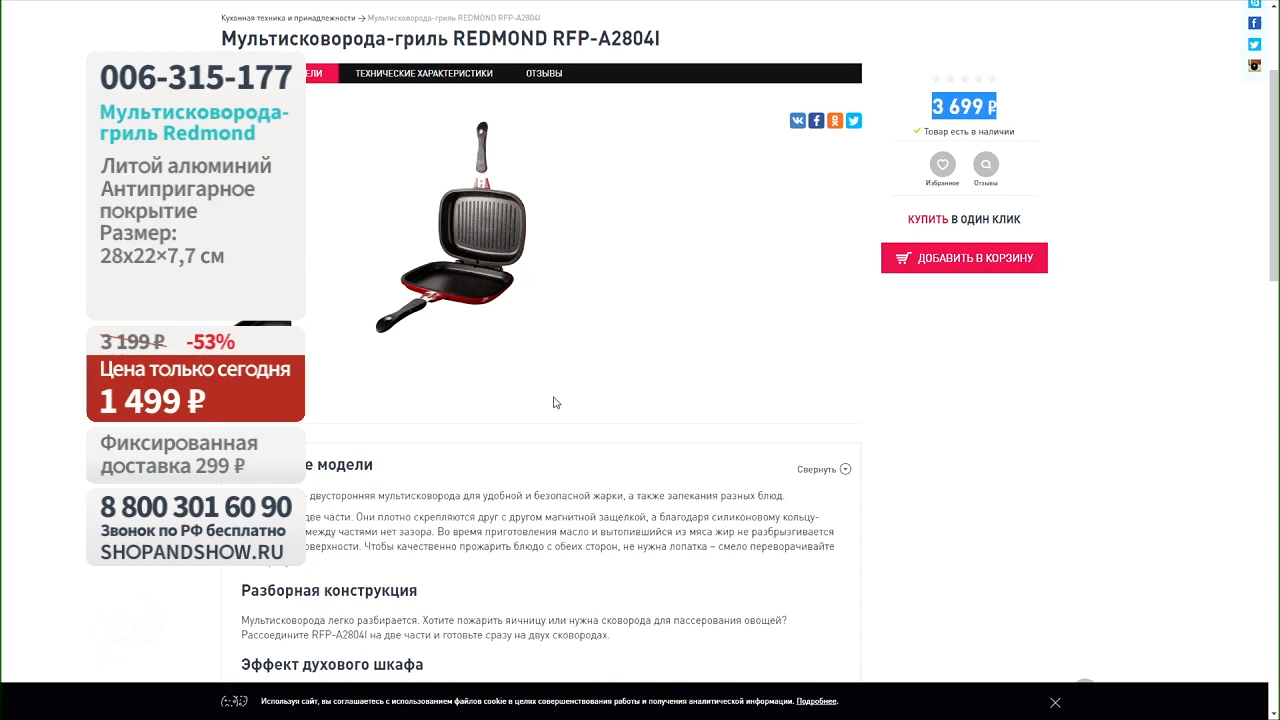 Кухонная техника и принадлежности → Мультисковорода-гриль REDMOND RFP-A2804I
Мультисковорода-гриль REDMOND RFP-A2804I
ЕЛИ ТЕХНИЧЕСКИЕ ХАРАКТЕРИСТИКИ ОТЗЫВЫ
006-315-177
Мультисковорода-
гриль Redmond
Литой алюминий
Антипригарное
покрытие
Размер:
28x22×7,7 см
3 199 ₽ -53%
Цена только сегодня
1 499 ₽
Фиксированная
доставка 299 ₽
8 800 301 60 90
Звонок по РФ бесплатно
SHOPANDSHOW.RU
3 699 ₽
Товар есть в наличии
Избранное Отзывы
КУПИТЬ В ОДИН КЛИК
ДОБАВИТЬ В КОРЗИНУ
е модели
Свернуть
двусторонняя мультисковорода для удобной и безопасной жарки, а также запекания разных блюд.
две части. Они плотно скрепляются друг с другом магнитной защелкой, а благодаря силиконовому кольцу-
между частями нет зазора. Во время приготовления масло и вытопившийся из мяса жир не разбрызгивается
оверхности. Чтобы качественно прожарить блюдо с обеих сторон, не нужна лопатка – смело переворачивайте
Разборная конструкция
Мультисковорода легко разбирается. Хотите пожарить яичницу или нужна сковорода для пассерования овощей?
Рассоедините RFP-A2804I на две части и готовьте сразу на двух сковородах.
Эффект духового шкафа
Используя сайт, вы соглашаетесь с использованием файлов cookie в целях совершенствования работы и получения аналитической информации. Подробнее.